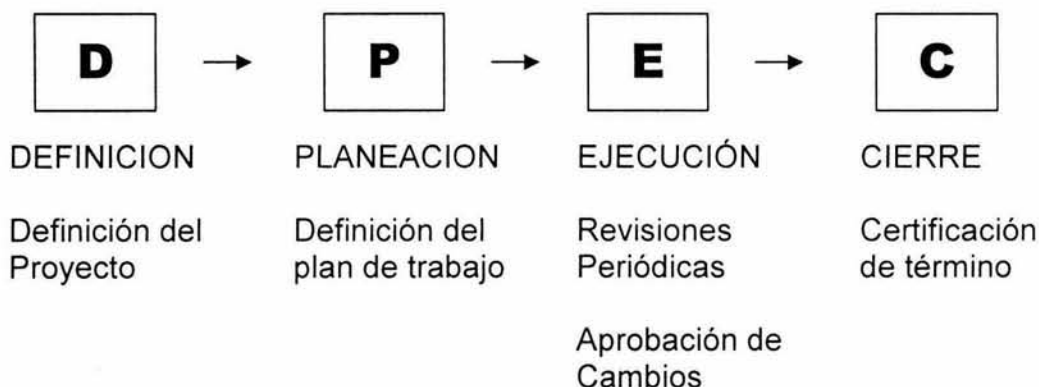 D
P
E
C
DEFINICION
PLANEACION
EJECUCIÓN
CIERRE
Definición del
Proyecto
Definición del
plan de trabajo
Revisiones
Periódicas
Aprobación de
Cambios
Certificación
de término